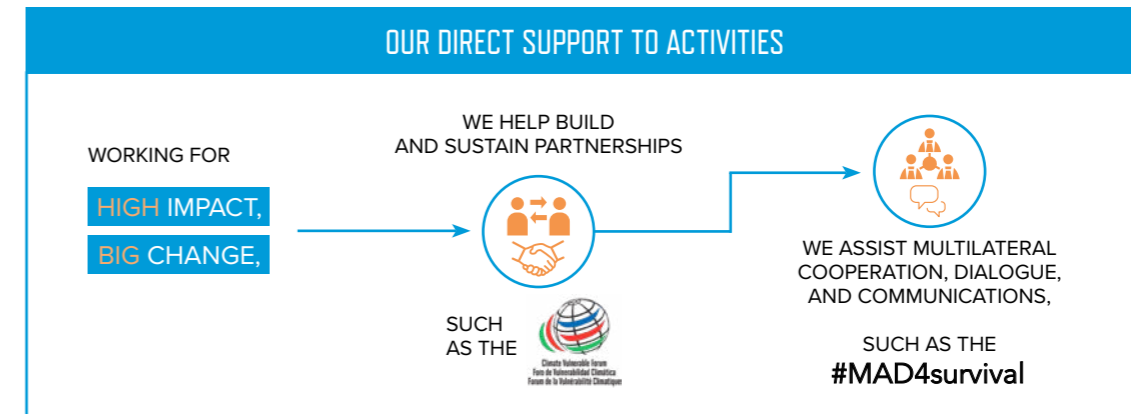 OUR DIRECT SUPPORT TO ACTIVITIES
WORKING FOR
HIGH IMPACT,
BIG CHANGE,
WE HELP BUILD
AND SUSTAIN PARTNERSHIPS
SUCH
AS THE
Climate Vulnerable Forum
Foro de Vulnerabilidad Climática
Forum de la Vulnérabilité Climatique
WE ASSIST MULTILATERAL
COOPERATION, DIALOGUE,
AND COMMUNICATIONS,
SUCH AS THE
#MAD4survival